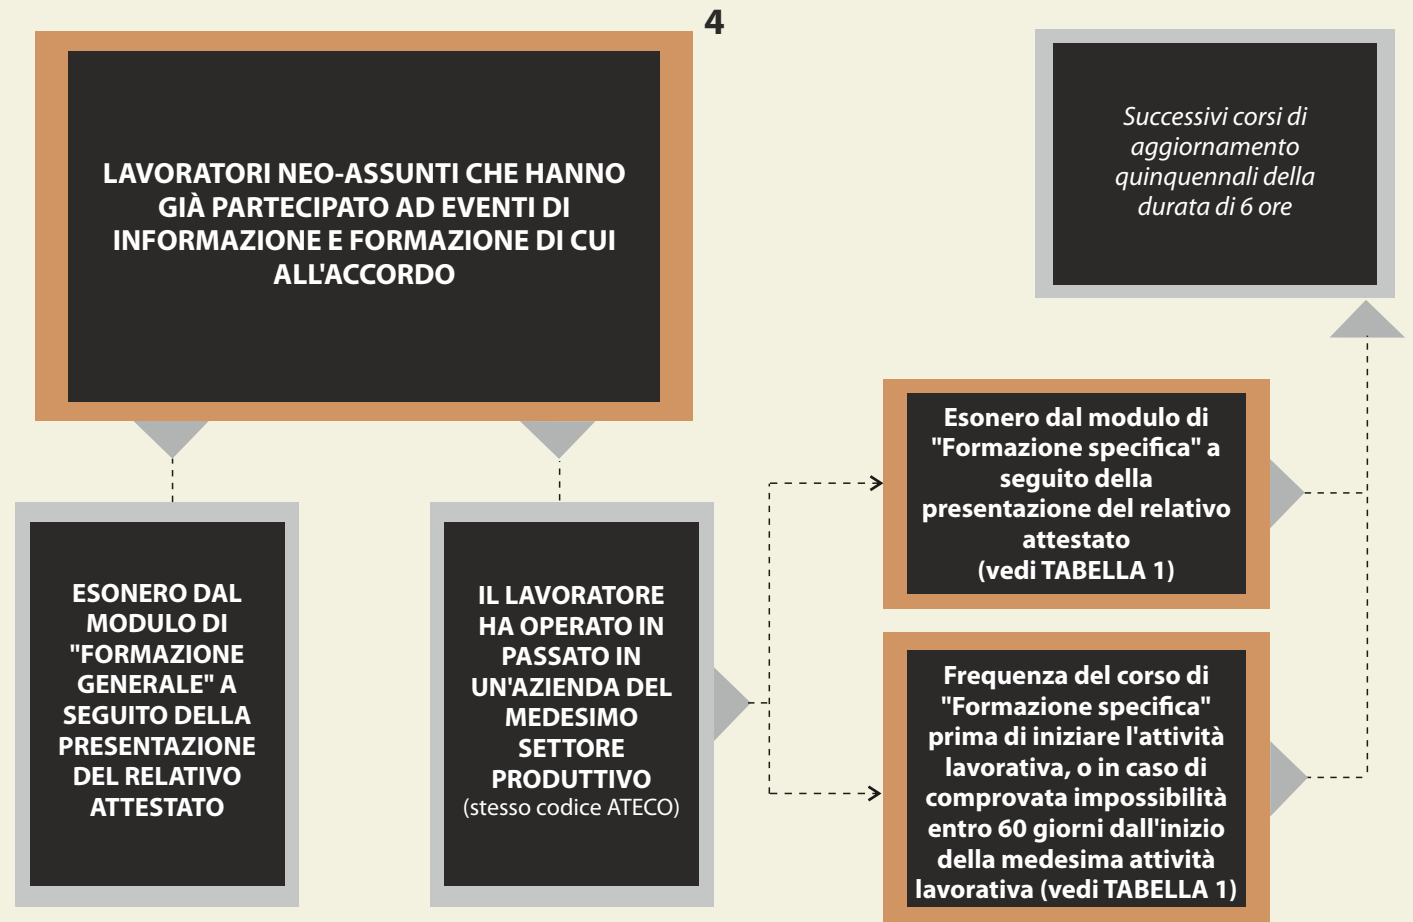 4
LAVORATORI NEO-ASSUNTI CHE HANNO
GIÀ PARTECIPATO AD EVENTI DI
INFORMAZIONE E FORMAZIONE DI CUI
ALL'ACCORDO
Successivi corsi di
aggiornamento
quinquennali della
durata di 6 ore
ESONERO DAL
MODULO DI
"FORMAZIONE
GENERALE" A
SEGUITO DELLA
PRESENTAZIONE
DEL RELATIVO
ATTESTATO
IL LAVORATORE
HA OPERATO IN
PASSATO IN
UN'AZIENDA DEL
MEDESIMO
SETTORE
PRODUTTIVO
(stesso codice ATECO)
Esonero dal modulo di
"Formazione specifica" a
seguito della
presentazione del relativo
attestato
(vedi TABELLA 1)
Frequenza del corso di
"Formazione specifica"
prima di iniziare l'attività
lavorativa, o in caso di
comprovata impossibilità
entro 60 giorni dall'inizio
della medesima attività
lavorativa (vedi TABELLA 1)